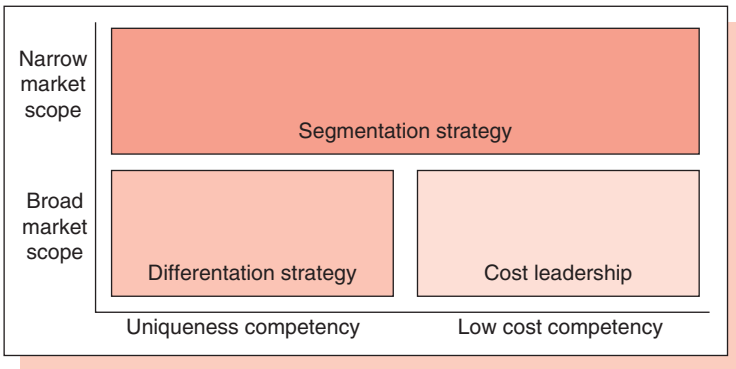 Narrow
market
scope
Segmentation strategy
Broad
market
scope
Differentation strategy
Cost leadership
Uniqueness competency
Low cost competency